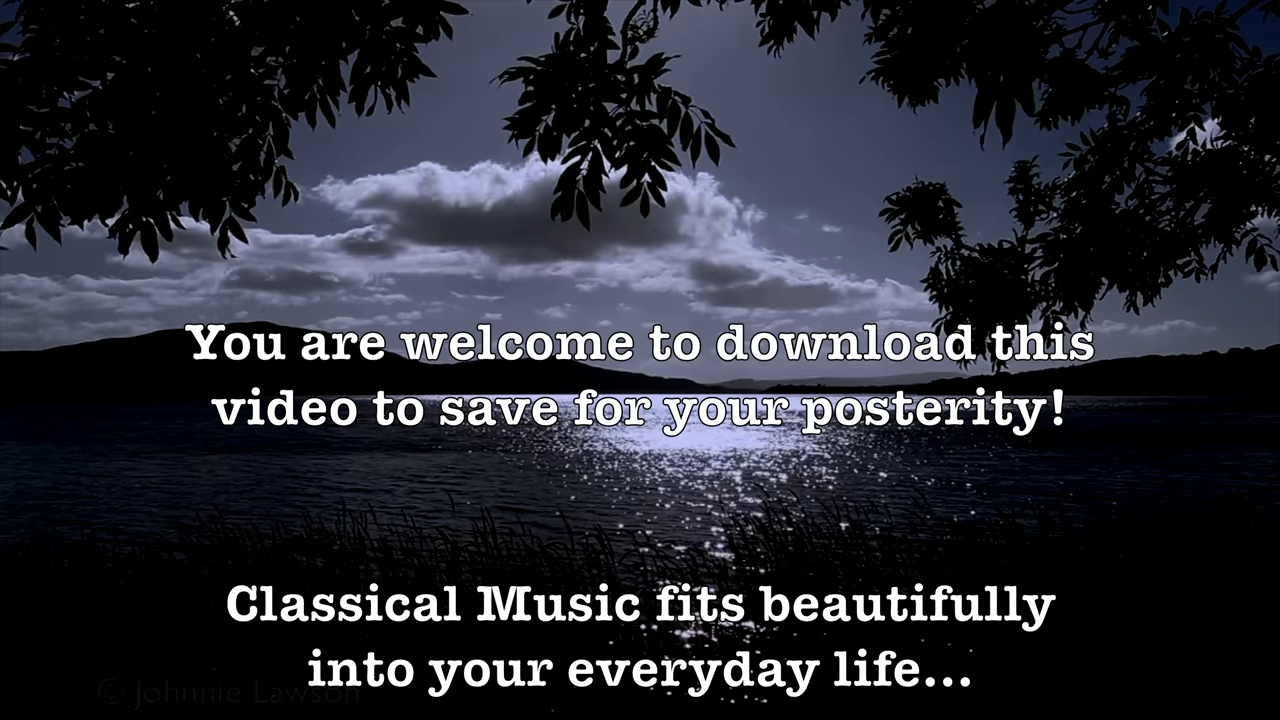 You are welcome to download this
video to save for your posterity!
Classical Music fits beautifully
into your everyday life...
© Johnnie Lawson